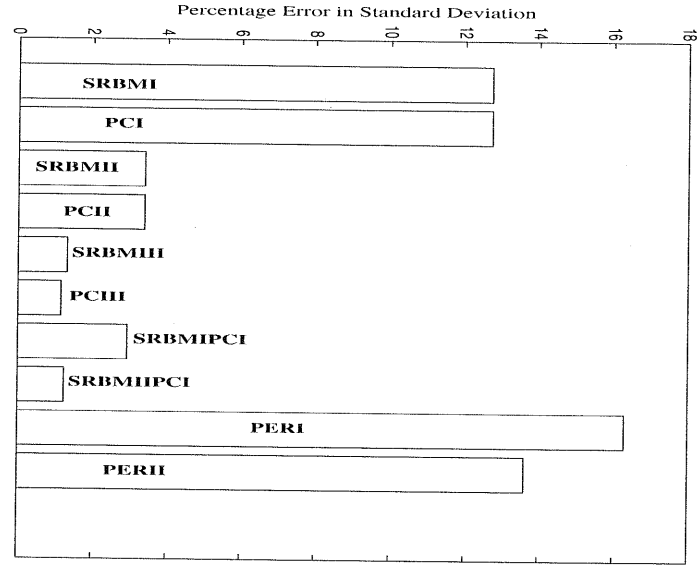 Percentage Error in Standard Deviation
0 2 4 6 8 10 12 14 16 18
SRBMI
PCI
SRBMII
PCII
SRBMIII
PCIII
SRBMIPCI
SRBMIIPCI
PERI
PERII